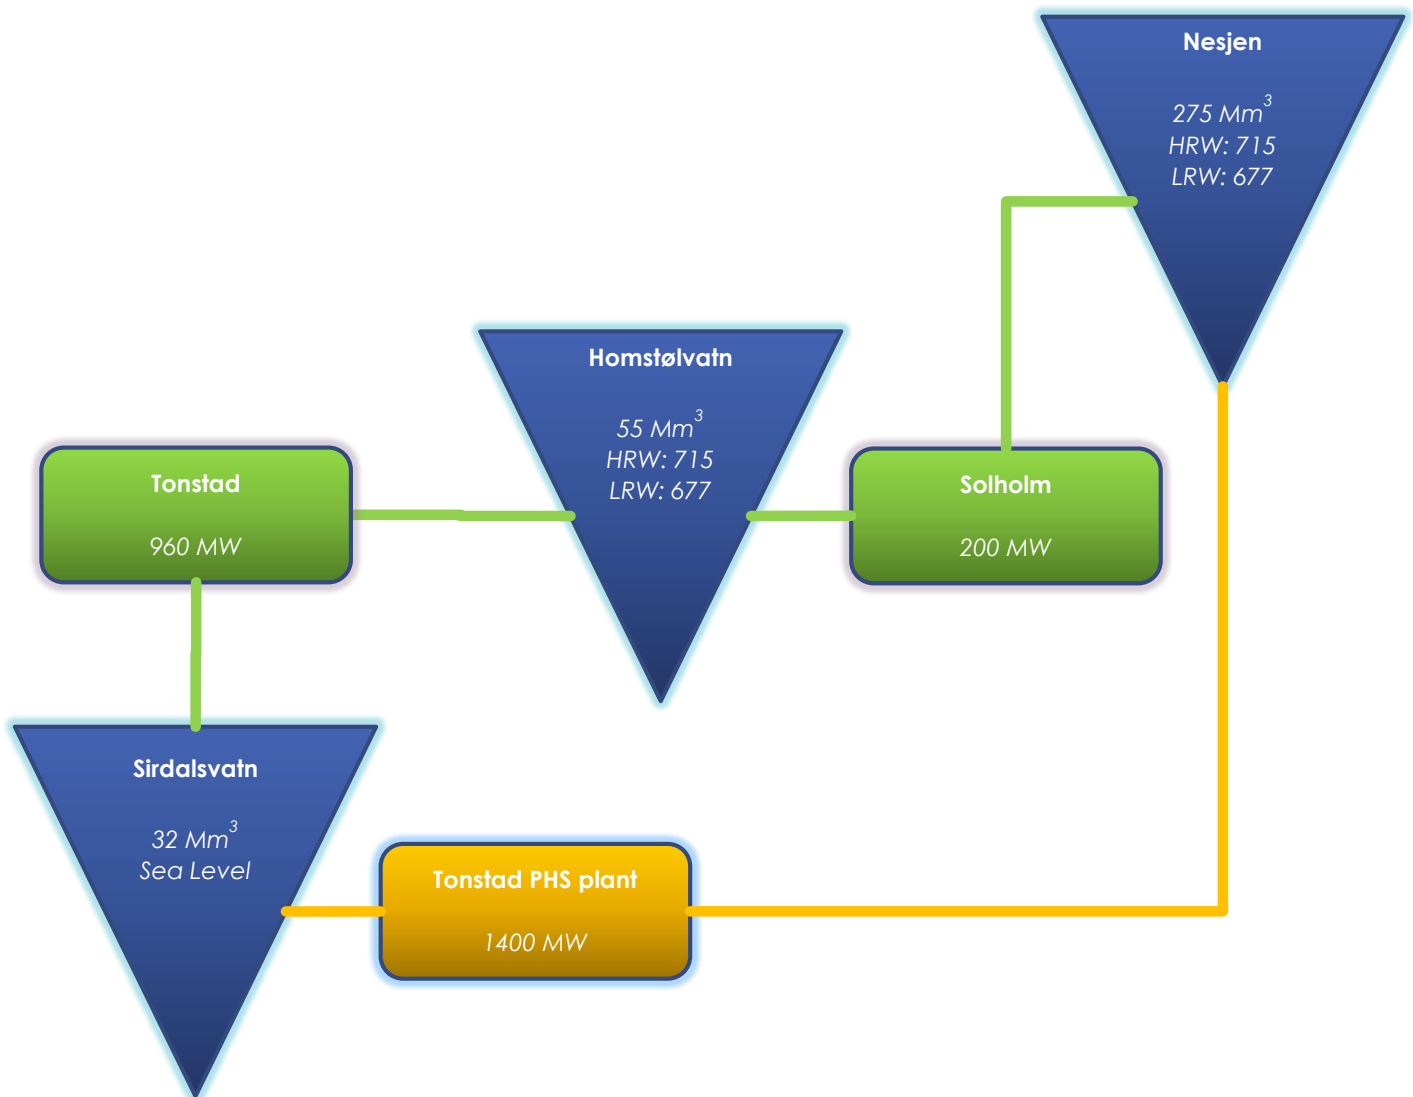 Nesjen
275 Mm³
HRW: 715
LRW: 677
Homstølvatn
55 Mm³
HRW: 715
LRW: 677
Tonstad
960 MW
Solholm
200 MW
Sirdalsvatn
32 Mm³
Sea Level
Tonstad PHS plant
1400 MW